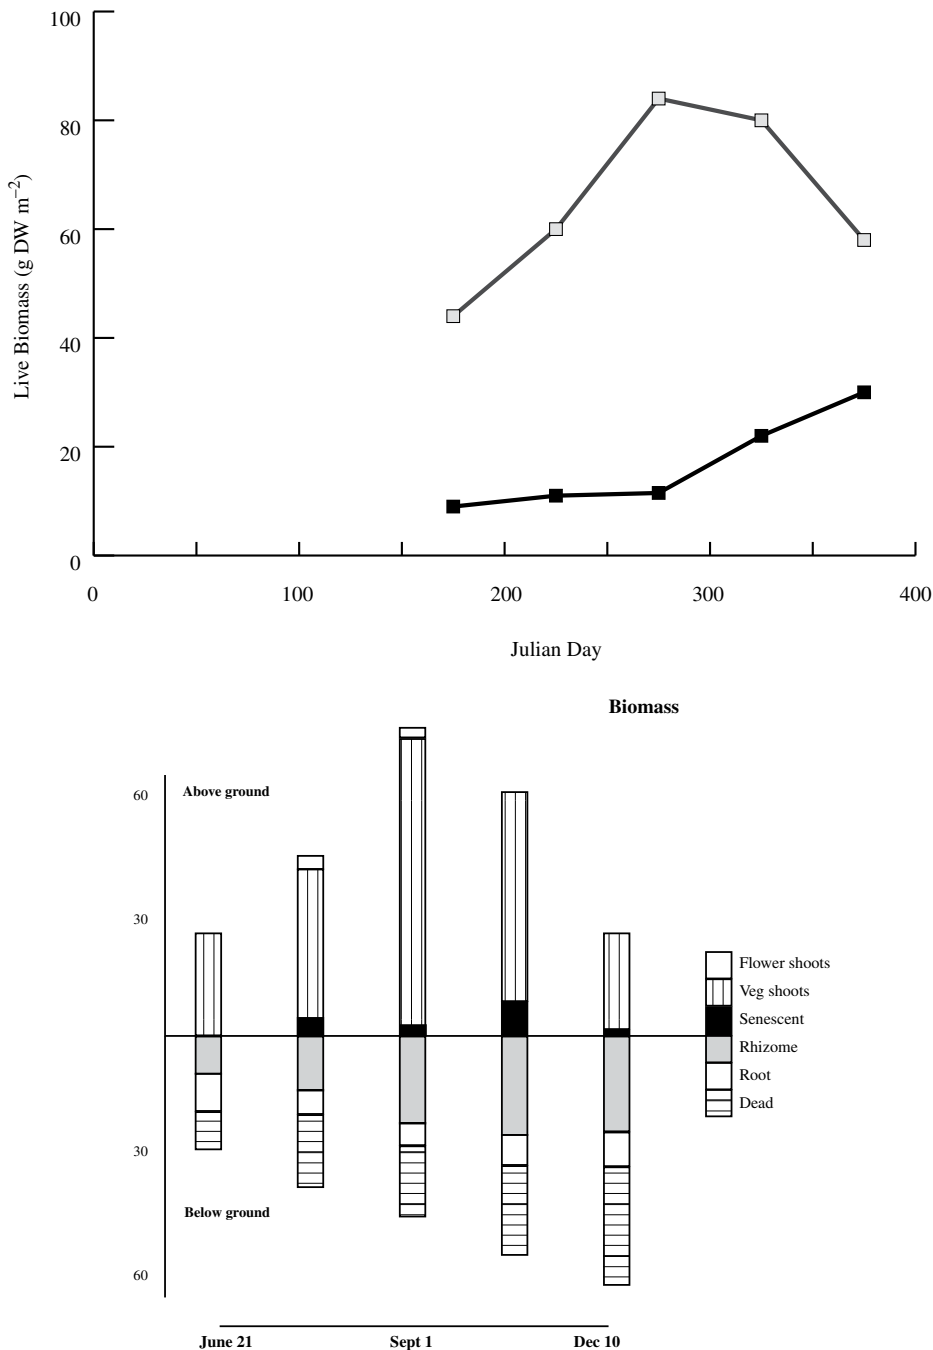 100
80
60
40
20
0
Live Biomass (g DW m−2)
0 100 200 300 400
Julian Day
Biomass
60 Above ground
30
30
Below ground
60
Flower shoots
Veg shoots
Senescent
Rhizome
Root
Dead
June 21 Sept 1 Dec 10